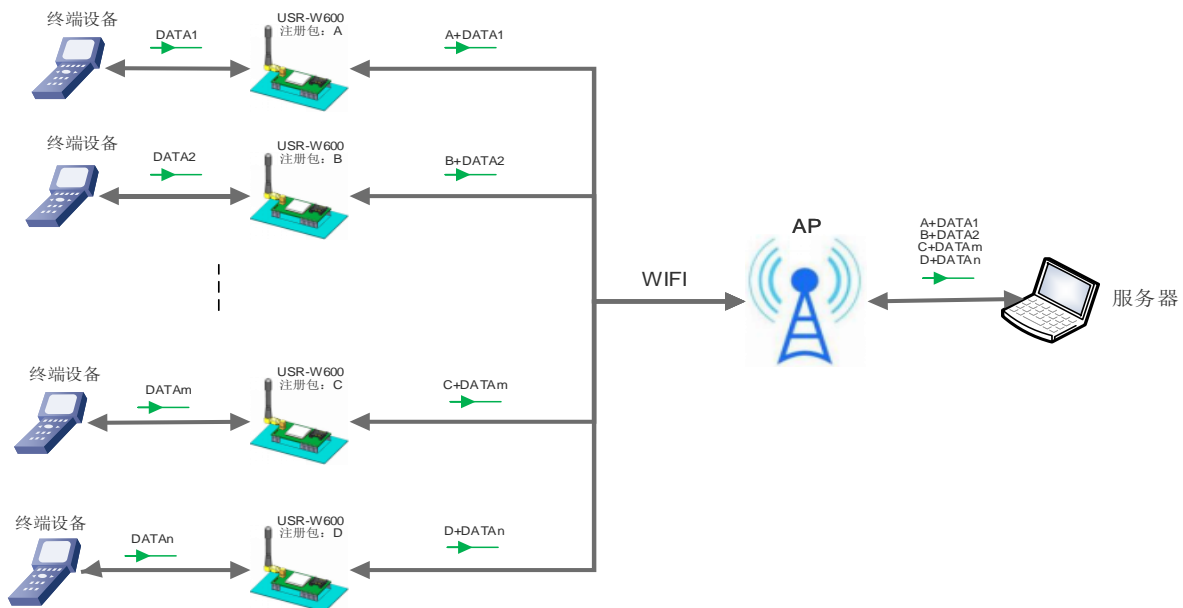 终端设备
DATA1
USR-W600
注册包：A
A+DATA1
终端设备
DATA2
USR-W600
注册包：B
B+DATA2
WIFI
AP
A+DATA1
B+DATA2
C+DATAm
D+DATAn
服务器
终端设备
DATAm
USR-W600
注册包：C
C+DATAm
终端设备
DATAn
USR-W600
注册包：D
D+DATAn